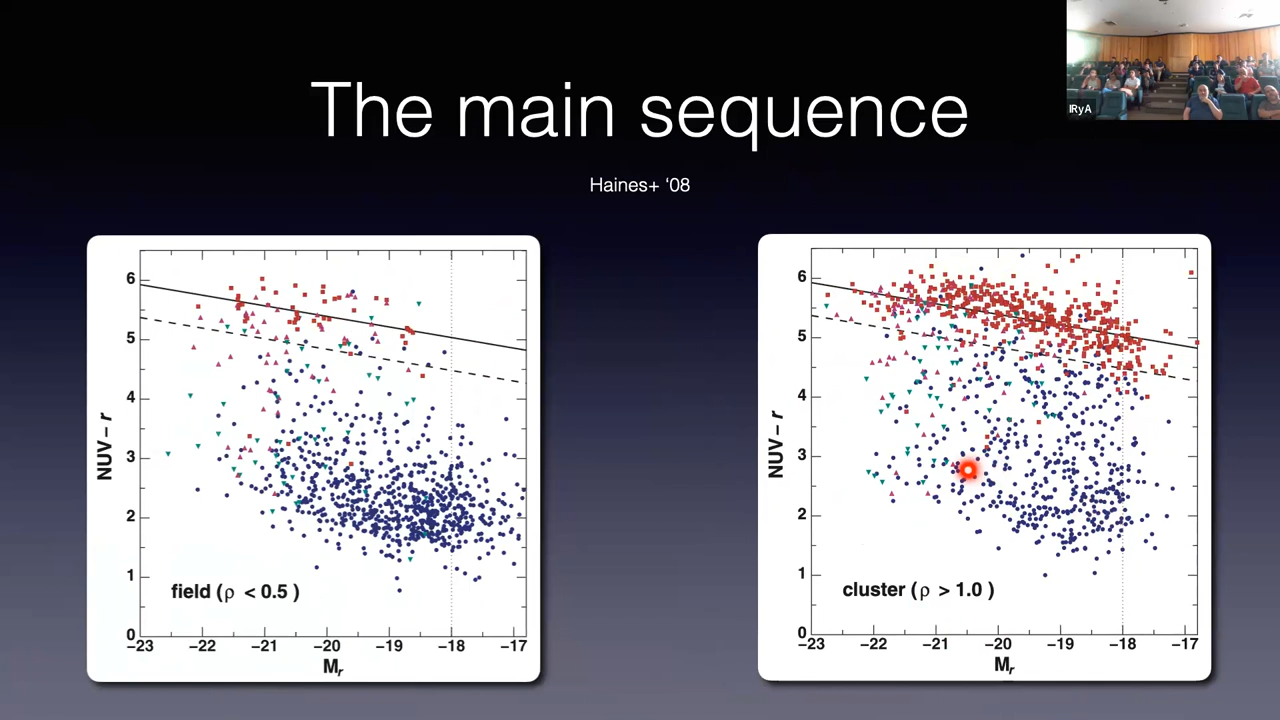 The main sequence
IRyA
Haines+ ‘08
6
5
4
3
2
1
0
NUV – r
field (ρ < 0.5 )
−23 −22 −21 −20 −19 −18 −17
Mr
6
5
4
3
2
1
0
NUV – r
cluster (ρ > 1.0 )
−23 −22 −21 −20 −19 −18 −17
Mr